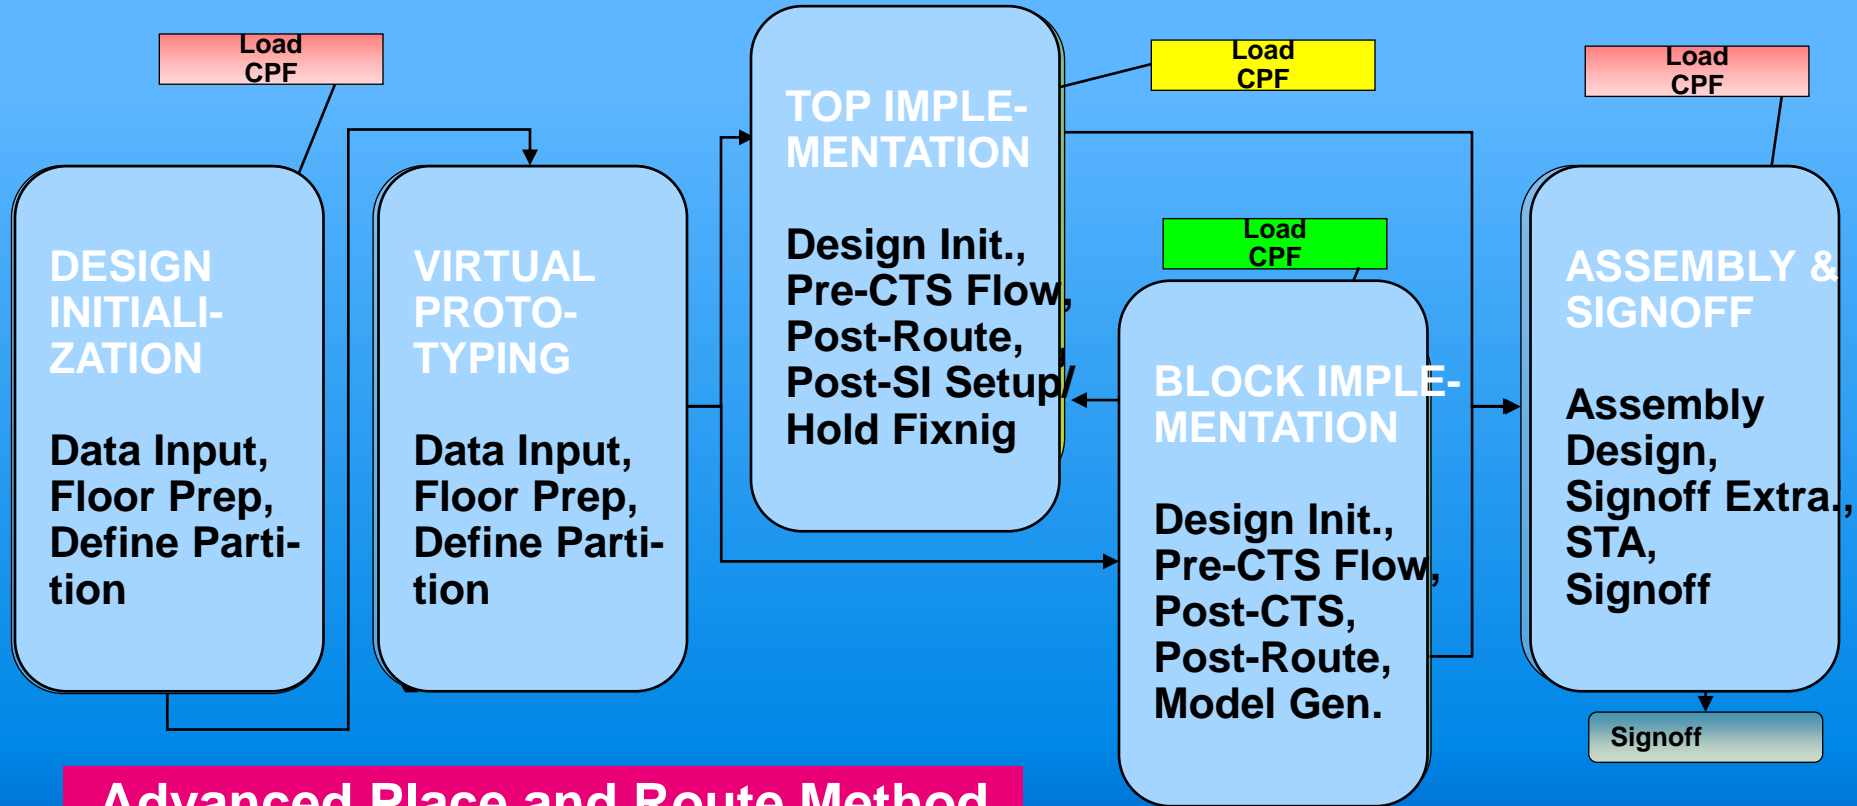 Load
CPF
DESIGN
INITIALI-
ZATION
Data Input,
Floor Prep,
Define Parti-
tion
VIRTUAL
PROTO-
TYPING
Data Input,
Floor Prep,
Define Parti-
tion
Load
CPF
TOP IMPLE-
MENTATION
Design Init.,
Pre-CTS Flow,
Post-Route,
Post-SI Setup/
Hold Fixnig
Load
CPF
BLOCK IMPLE-
MENTATION
Design Init.,
Pre-CTS Flow,
Post-CTS,
Post-Route,
Model Gen.
Load
CPF
ASSEMBLY &
SIGNOFF
Assembly
Design,
Signoff Extra.,
STA,
Signoff
Signoff
Advanced Place and Route Method